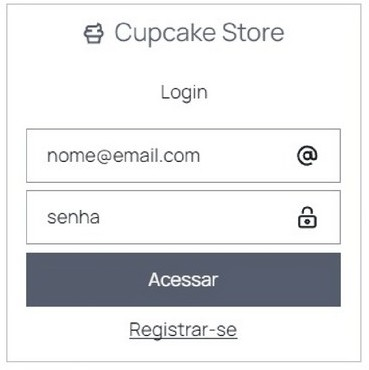 Cupcake Store
Login
nome@email.com
senha
Acessar
Registrar-se